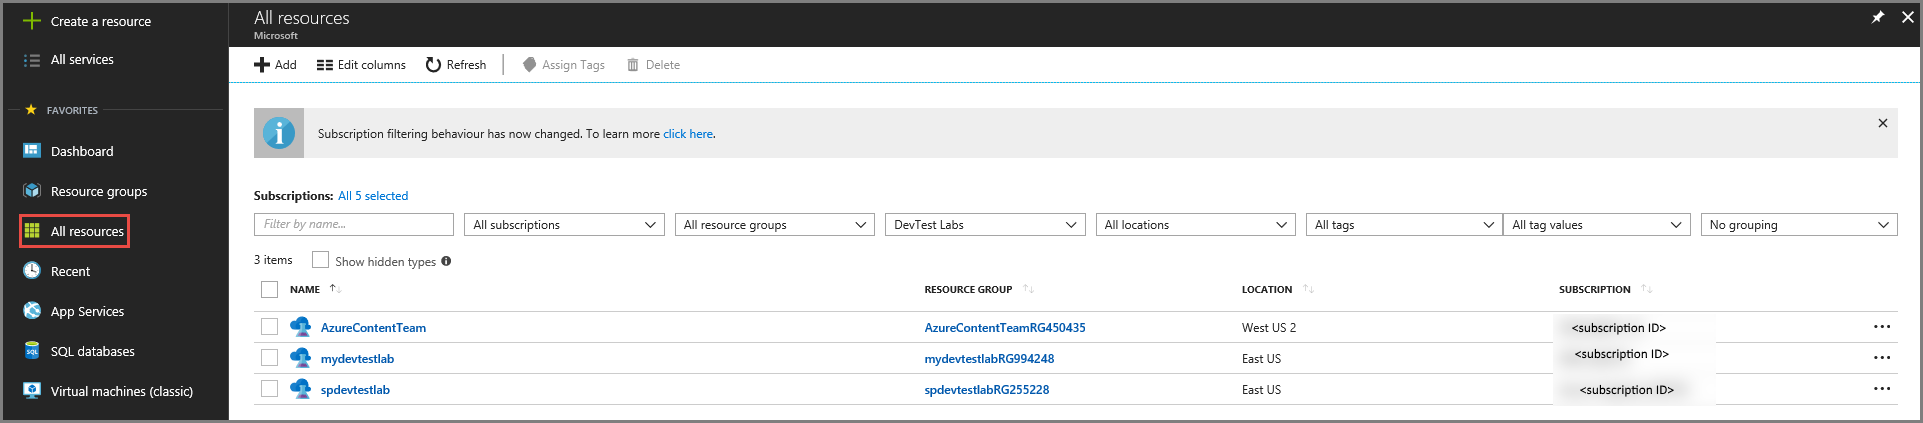 Create a resource
All services
FAVORITES
Dashboard
Resource groups
All resources
Recent
App Services
SQL databases
Virtual machines (classic)
All resources
Microsoft
Add Edit columns Refresh Assign Tags Delete
Subscription filtering behaviour has now changed. To learn more click here.
Subscriptions: All 5 selected
Filter by name... All subscriptions All resource groups DevTest Labs All locations All tags All tag values No grouping
3 items Show hidden types
NAME RESOURCE GROUP LOCATION SUBSCRIPTION
AzureContentTeam AzureContentTeamRG450435 West US 2 <subscription ID>
mydevtestlab mydevtestlabRG994248 East US <subscription ID>
spdevtestlab spdevtestlabRG255228 East US <subscription ID>